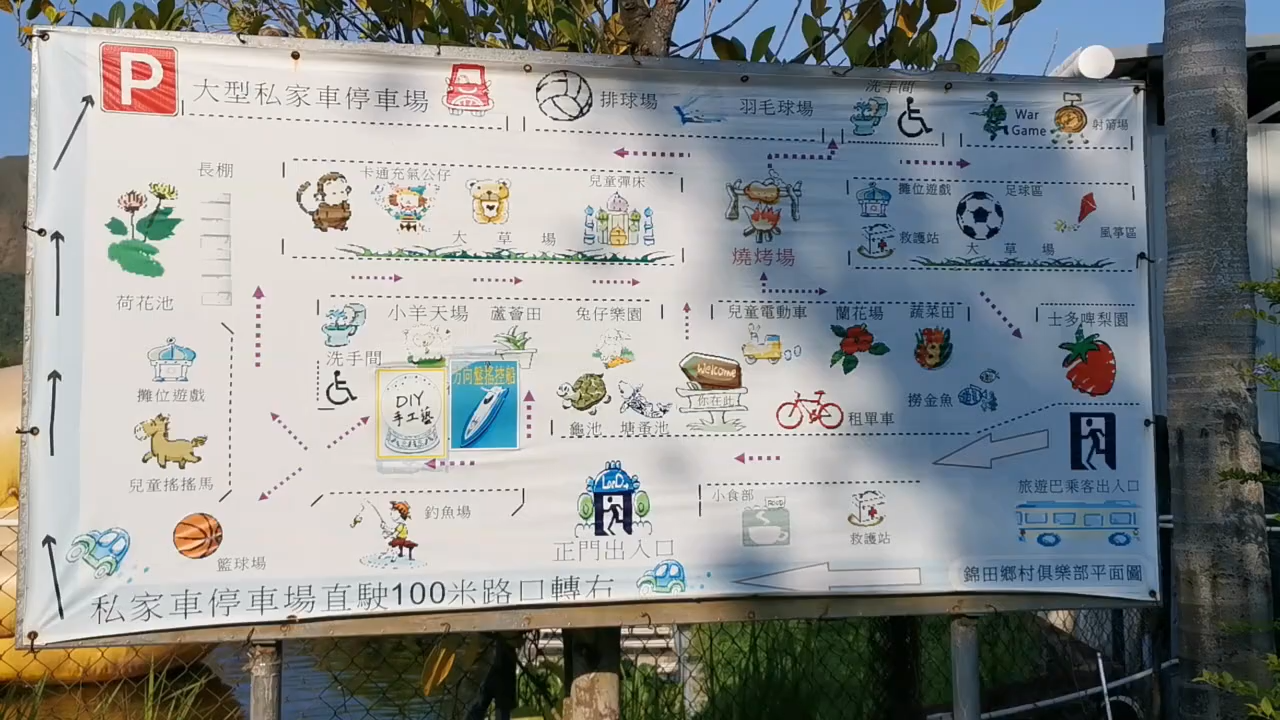 P 大型私家車停車場
排球場
羽毛球場
洗手間
War
Game
射箭場
長棚
卡通充氣公仔
兒童彈床
大草場
燒烤場
攤位遊戲
足球區
救護站
大草場
風箏區
荷花池
小羊天場
蘆薈田
兔仔樂園
兒童電動車
蘭花場
蔬菜田
士多啤梨園
洗手間
攤位遊戲
DIY
手工藝
方向盤搖控船
Welcome
你在此
龜池
塘蝨池
租單車
撈金魚
兒童搖搖馬
旅遊巴乘客出入口
釣魚場
小食部
救護站
籃球場
正門出入口
錦田鄉村俱樂部平面圖
私家車停車場直駛100米路口轉右